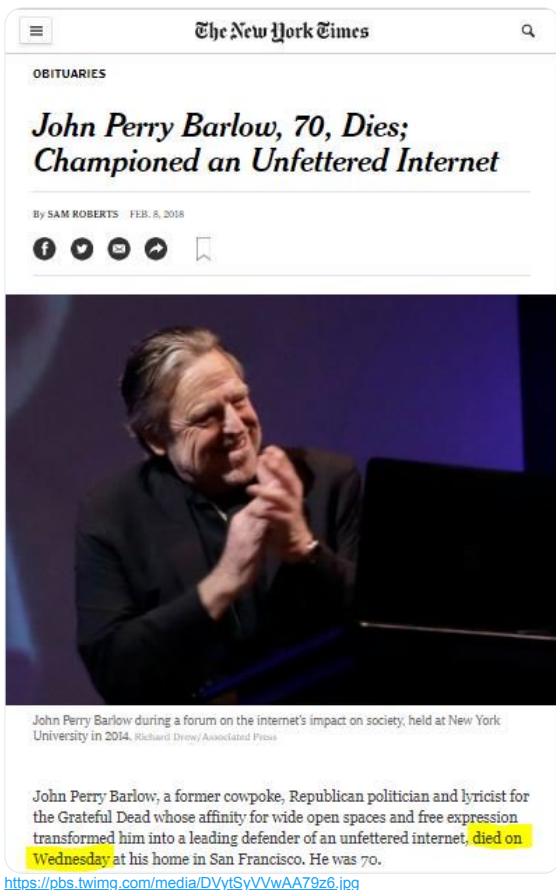 The New York Times
OBITUARIES
John Perry Barlow, 70, Dies;
Championed an Unfettered Internet
By SAM ROBERTS FEB. 8, 2018
John Perry Barlow during a forum on the internet's impact on society, held at New York
University in 2014. Richard Drew/Associated Press
John Perry Barlow, a former cowpoke, Republican politician and lyricist for
the Grateful Dead whose affinity for wide open spaces and free expression
transformed him into a leading defender of an unfettered internet, died on
Wednesday at his home in San Francisco. He was 70.
https://pbs.twimg.com/media/DVytSyVVwAA79z6.jpg